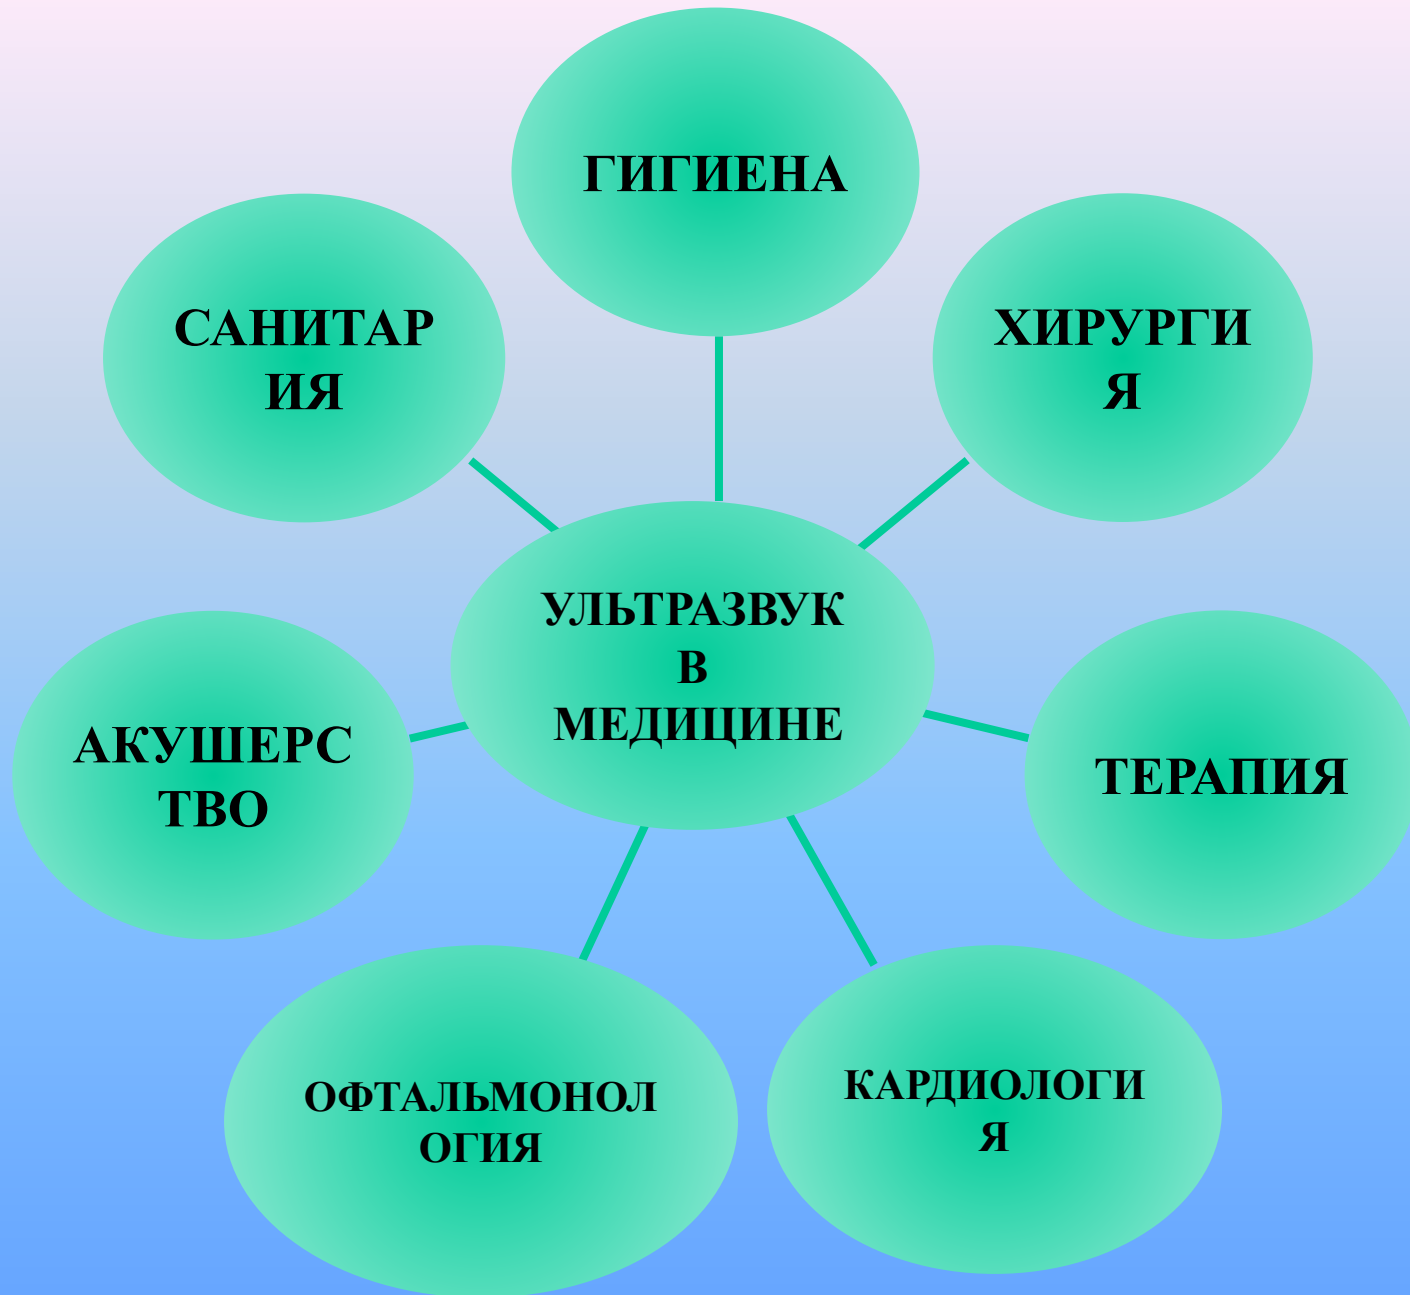 ГИГИЕНА
САНИТАР
ИЯ
ХИРУРГИ
Я
УЛЬТРАЗВУК
В
МЕДИЦИНЕ
АКУШЕРС
ТВО
ТЕРАПИЯ
ОФТАЛЬМОНОЛ
ОГИЯ
КАРДИОЛОГИ
Я